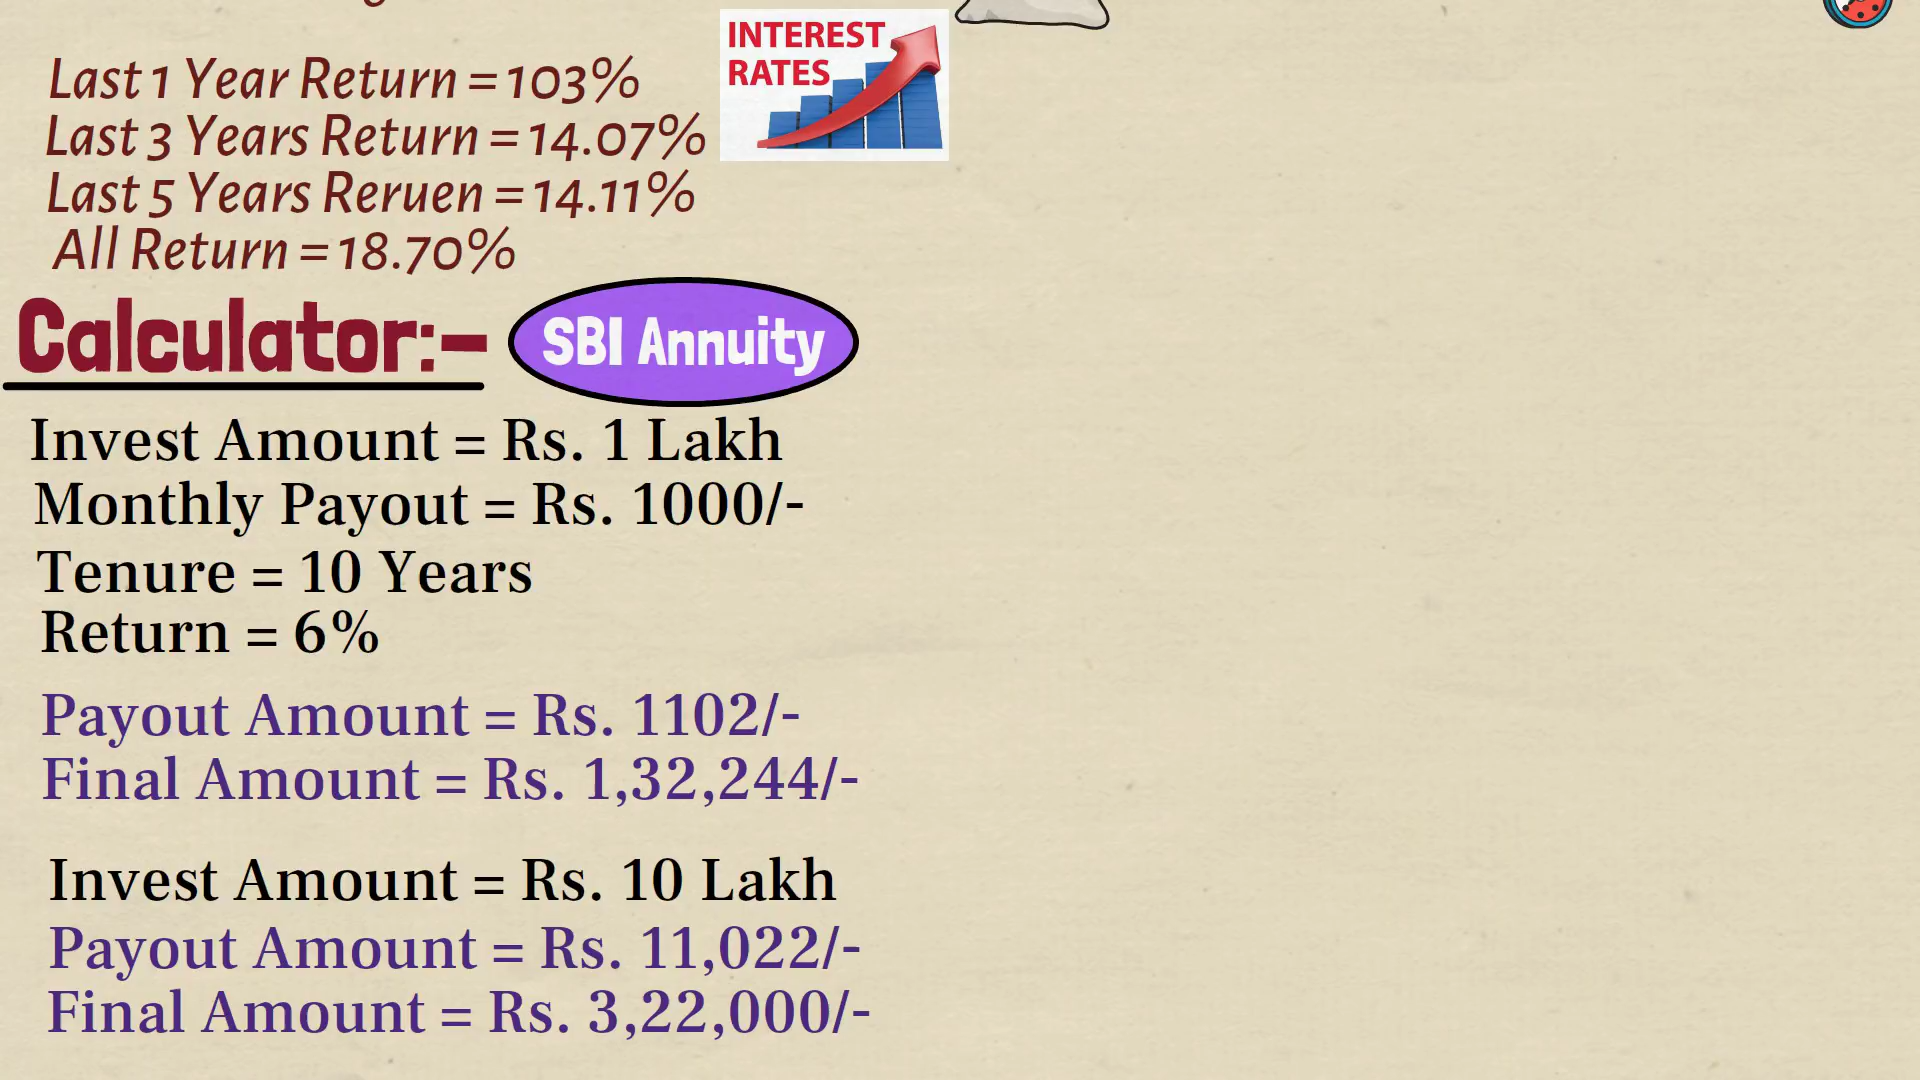 Last 1 Year Return = 103%
Last 3 Years Return = 14.07%
Last 5 Years Reruen = 14.11%
All Return = 18.70%
INTEREST
RATES
Calculator:-
SBI Annuity
Invest Amount = Rs. 1 Lakh
Monthly Payout = Rs. 1000/-
Tenure = 10 Years
Return = 6%
Payout Amount = Rs. 1102/-
Final Amount = Rs. 1,32,244/-
Invest Amount = Rs. 10 Lakh
Payout Amount = Rs. 11,022/-
Final Amount = Rs. 3,22,000/-